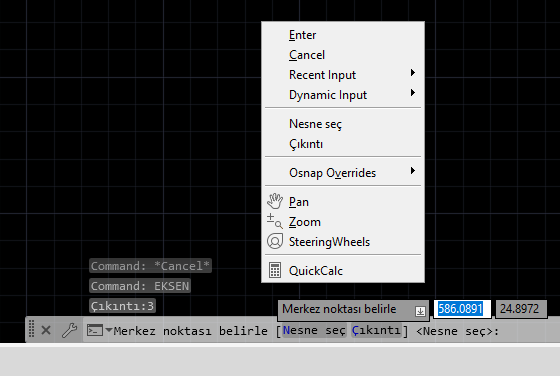 Enter
Cancel
Recent Input
Dynamic Input
Nesne seç
Çıkıntı
Osnap Overrides
Pan
Zoom
SteeringWheels
QuickCalc
Command: *Cancel*
Command: EKSEN
Çıkıntı:3
Merkez noktası belirle 586.0891 24.8972
Merkez noktası belirle [Nesne seç Çıkıntı] <Nesne seç>: